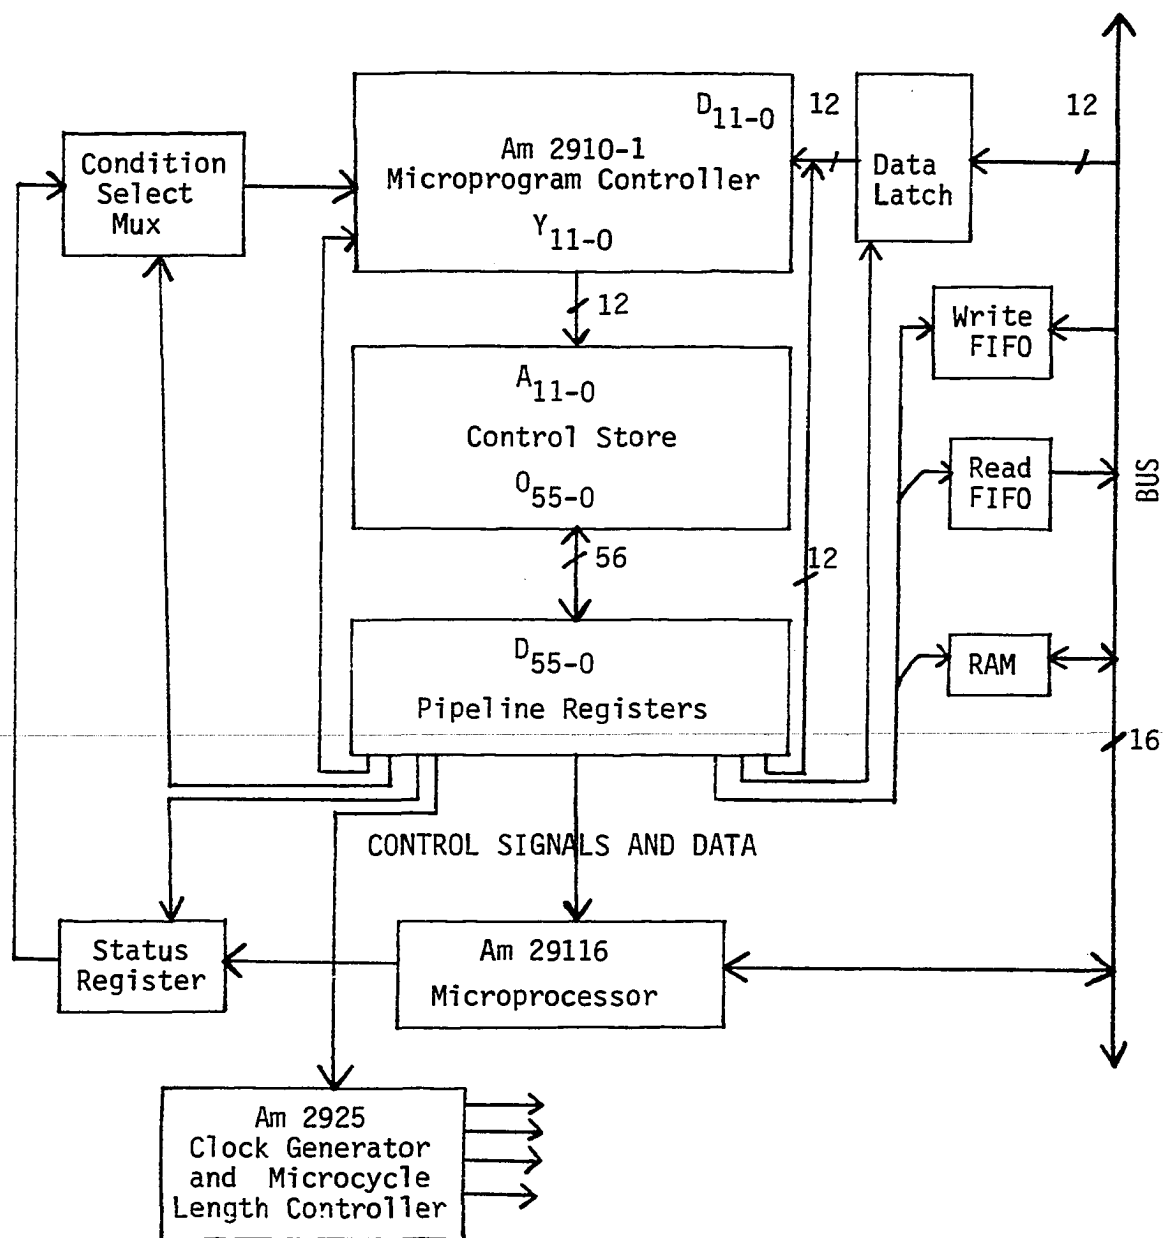 D11-0
12
12
Condition
Select
Mux
Am 2910-1
Microprogram Controller
Y11-0
Data
Latch
12
Write
FIFO
A11-0
Control Store
O55-0
Read
FIFO
BUS
56
12
D55-0
Pipeline Registers
RAM
16
CONTROL SIGNALS AND DATA
Status
Register
Am 29116
Microprocessor
Am 2925
Clock Generator
and Microcycle
Length Controller